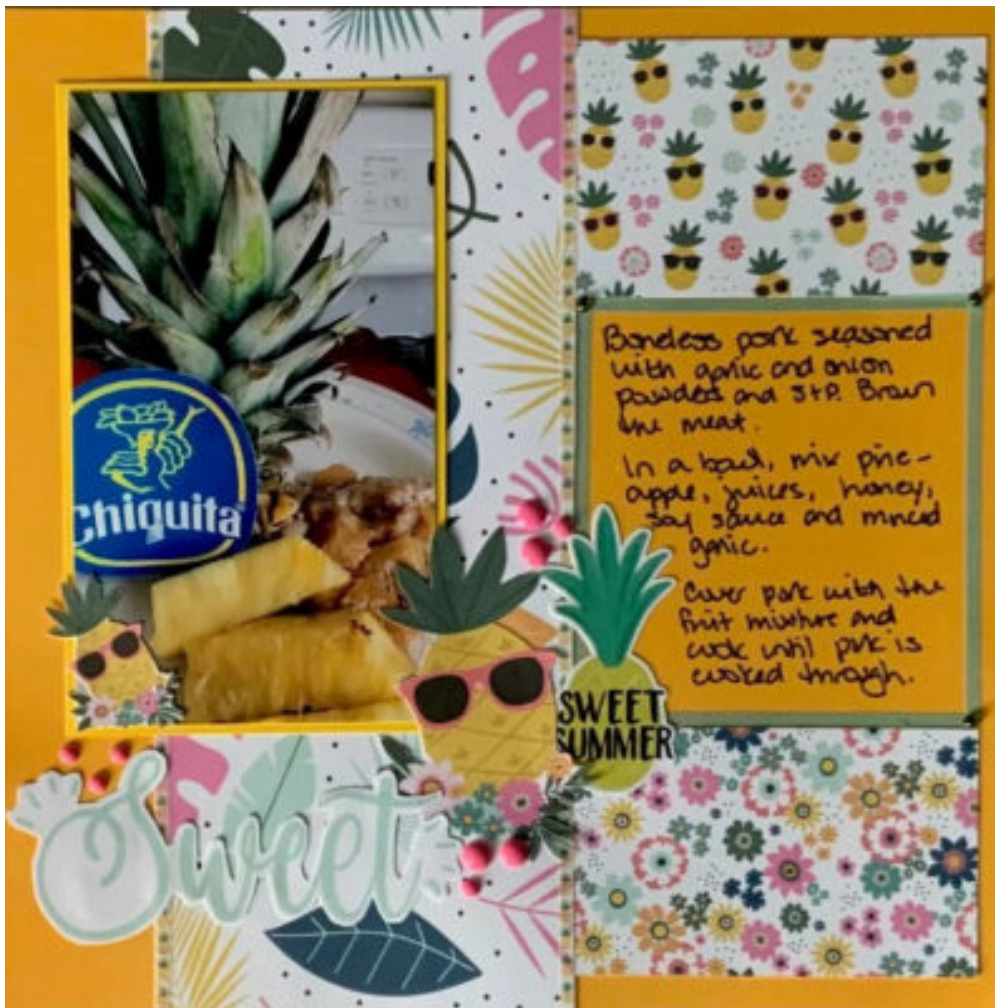 Chiquita
Boneless pork seasoned
with garlic and onion
powders and S+P. Brown
the meat.
In a bowl, mix pine-
apple, juices, honey,
soy sauce and minced
garlic.
Cover pork with the
fruit mixture and
cook until pork is
cooked through.
SWEET
SUMMER
Sweet